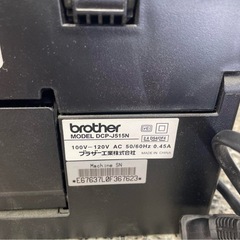 brother
MODEL DCP-J515N
100V－120V AC 50/60Hz 0.45A
ブラザー工業株式会社
MADE IN CHINA
Machine SN
*E67637L0F367623*